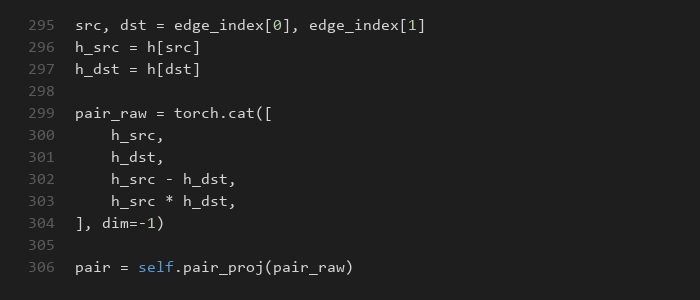 295 src, dst = edge_index[0], edge_index[1]
296 h_src = h[src]
297 h_dst = h[dst]
298
299 pair_raw = torch.cat([
300     h_src,
301     h_dst,
302     h_src - h_dst,
303     h_src * h_dst,
304 ], dim=-1)
305
306 pair = self.pair_proj(pair_raw)